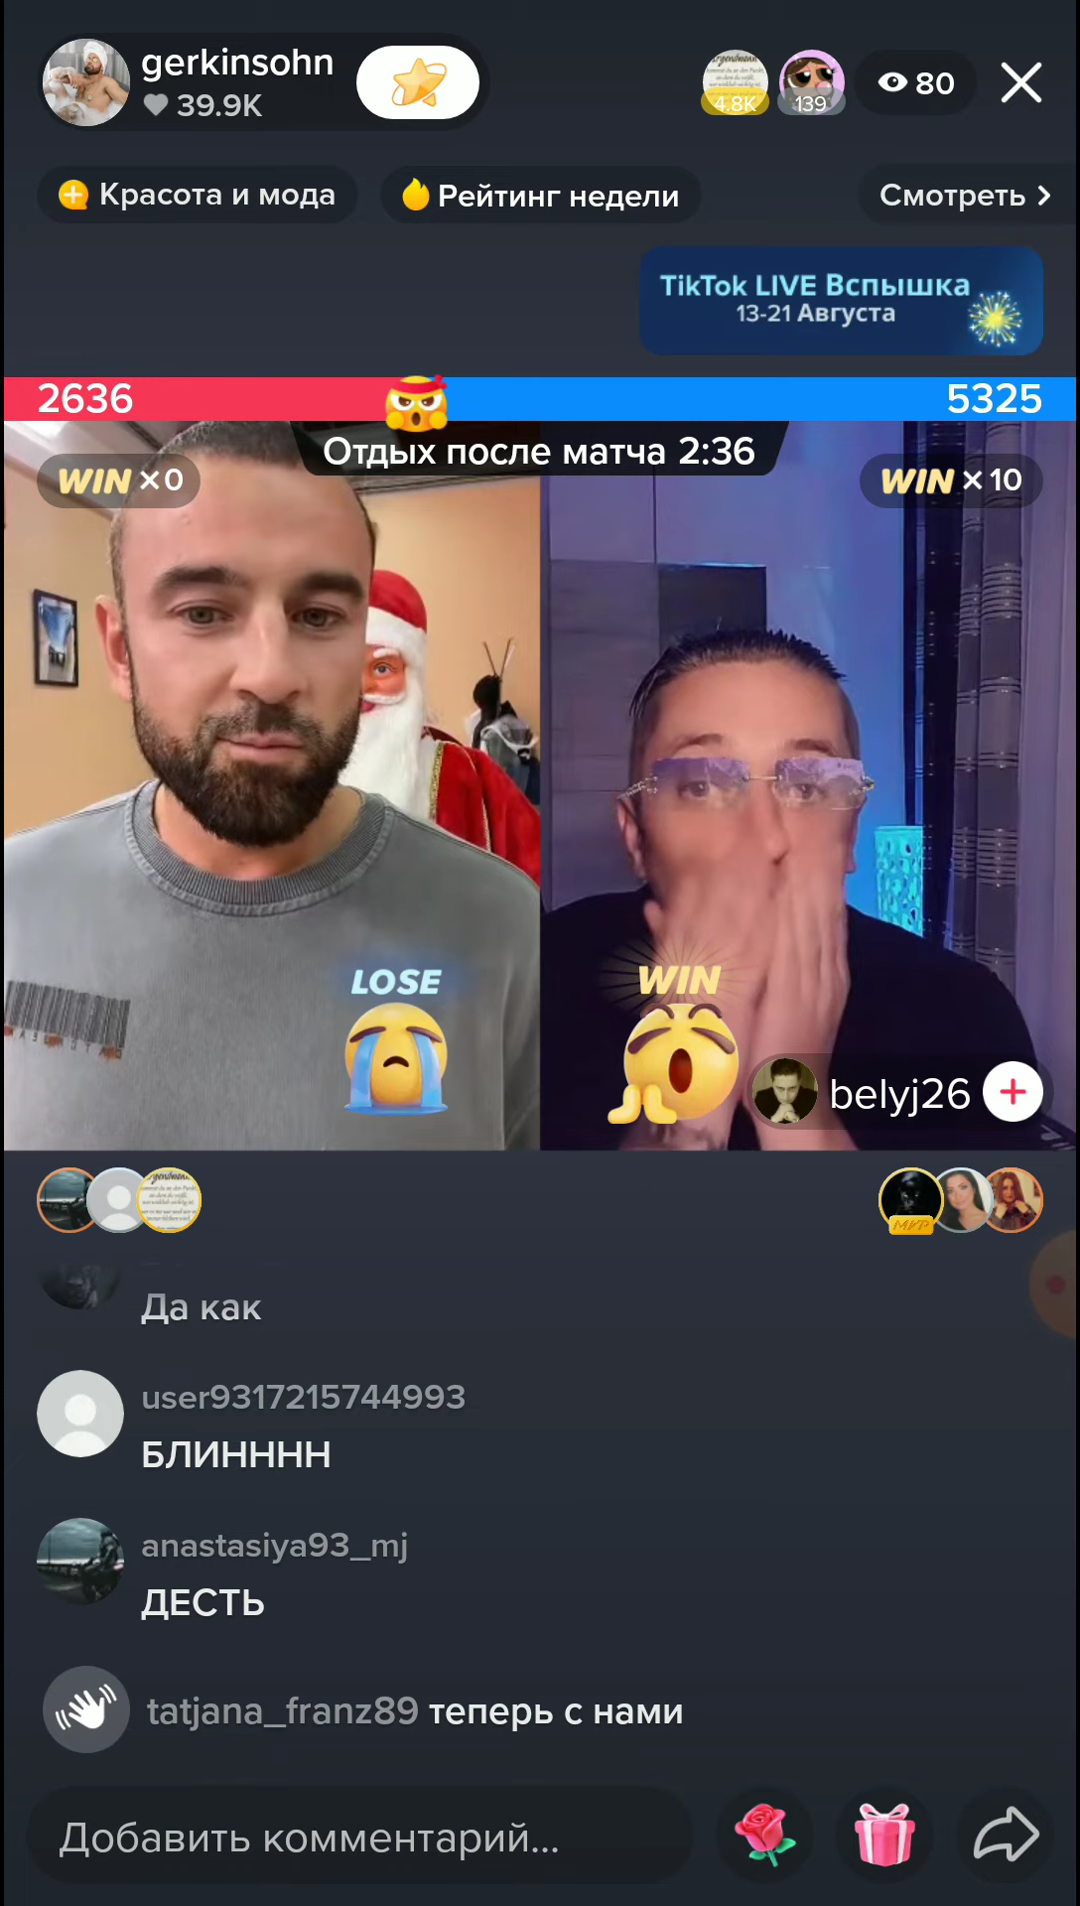 gerkinsohn
39.9K
4.8K
139
80
Красота и мода
Рейтинг недели
Смотреть
TikTok LIVE Вспышка
13-21 Августа
2636
5325
Отдых после матча 2:36
WIN ×0
WIN ×10
LOSE
WIN
belyj26
Да как
user9317215744993
БЛИНННН
anastasiya93_mj
ДЕСТЬ
tatjana_franz89 теперь с нами
Добавить комментарий...